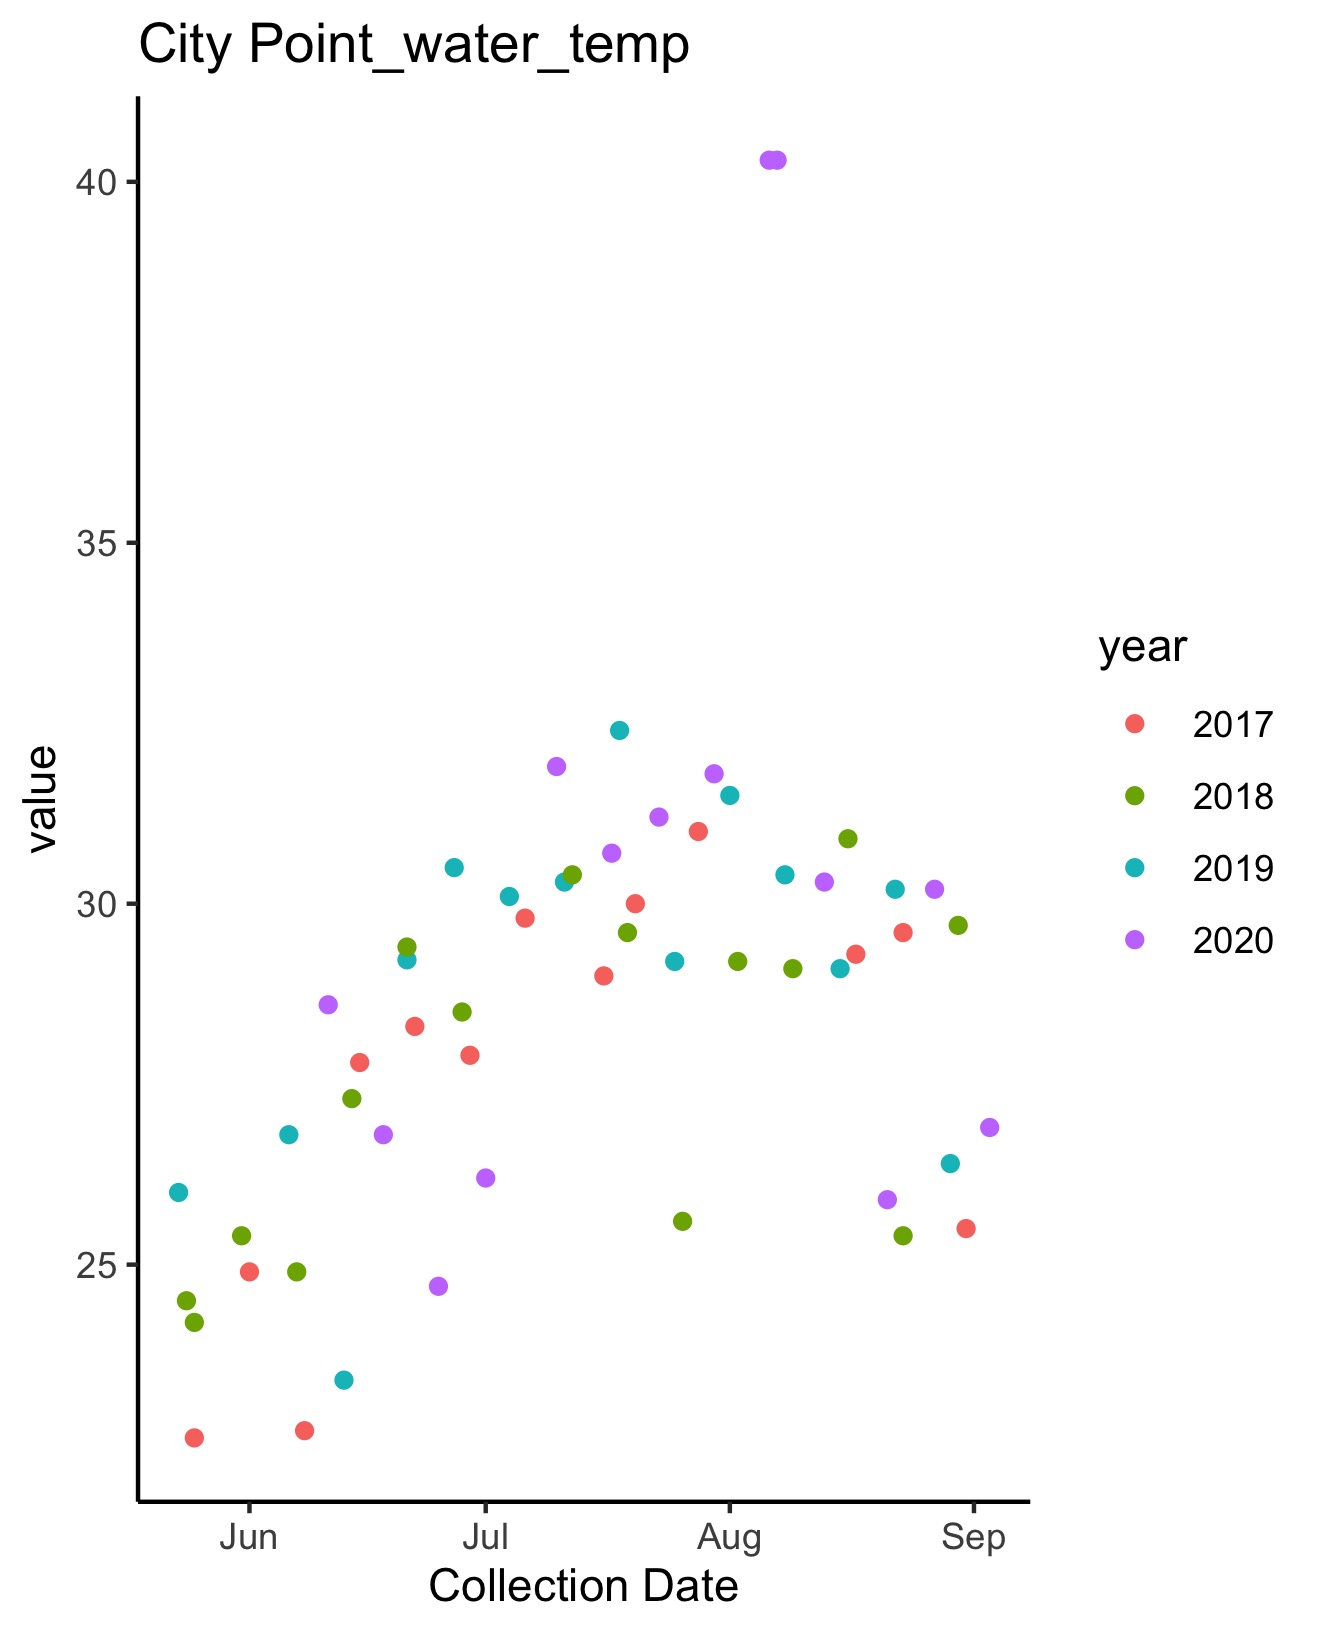 City Point_water_temp
40
35
30
25
value
Jun Jul Aug Sep
Collection Date
year
2017
2018
2019
2020